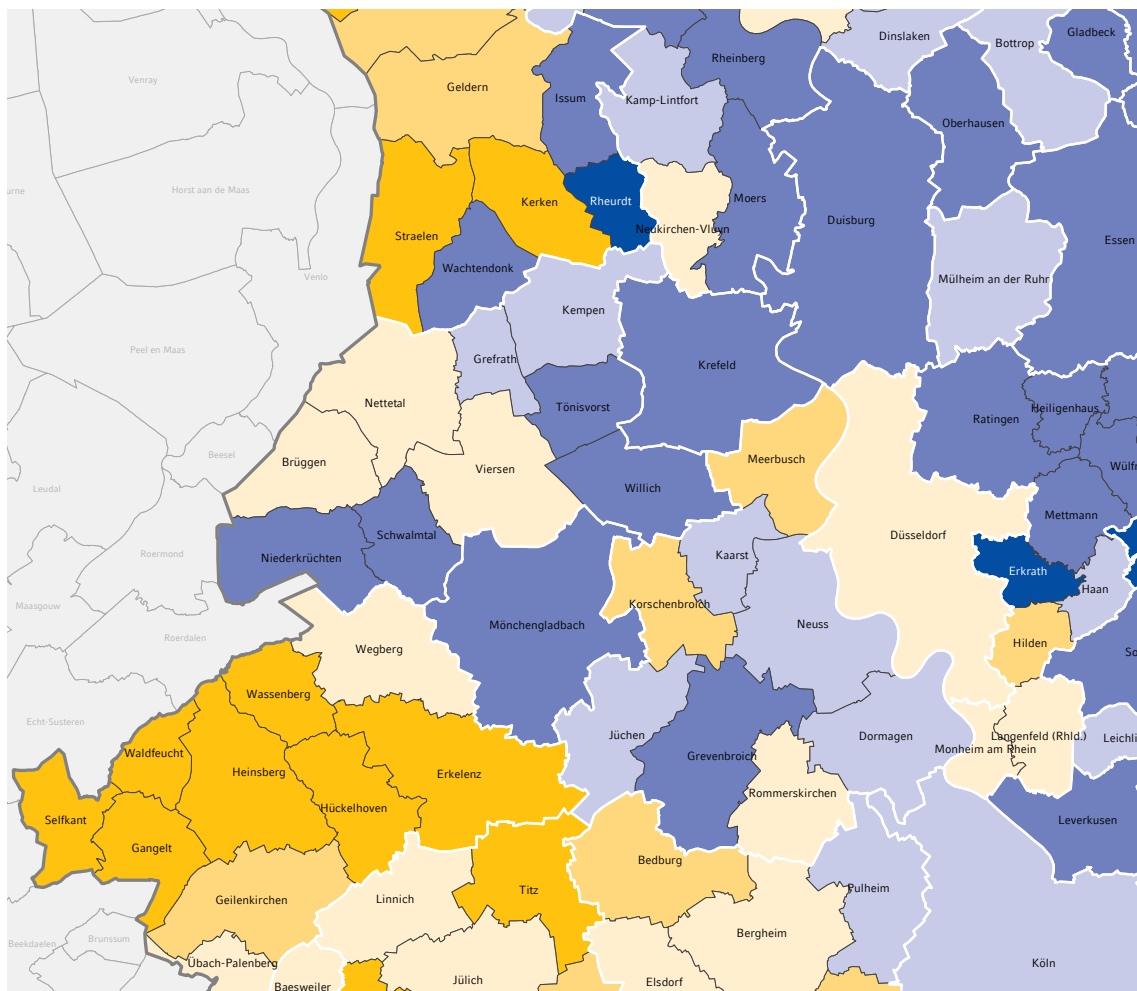 Dinslaken
Bottrop
Gladbeck
Rheinberg
Venray
Geldern
Issum
Kamp-Lintfort
Oberhausen
urne
Horst aan de Maas
Kerken
Rheurdt
Moers
Duisburg
Straelen
Neukirchen-Vluyn
Essen
Wachtendonk
Venlo
Mülheim an der Ruhr
Kempen
Peel en Maas
Grefrath
Krefeld
Nettetal
Tönisvorst
Heiligenhaus
Ratingen
Beesel
Brüggen
Viersen
Meerbusch
Wülfr
Leudal
Willich
Mettmann
Schwalmtal
Düsseldorf
Roermond
Niederkrüchten
Kaarst
Erkrath
Haan
Maasgouw
Korschenbroich
Mönchengladbach
Neuss
Roerdalen
Wegberg
Hilden
So
Wassenberg
Echt-Susteren
Jüchen
Dormagen
Langenfeld (Rhld.)
Leichli
Waldfeucht
Monheim am Rhein
Grevenbroich
Heinsberg
Erkelenz
Rommerskirchen
Hückelhoven
Selfkant
Leverkusen
Gangelt
Bedburg
Titz
Pulheim
Geilenkirchen
Linnich
Bergheim
Brunssum
Beekdaelen
Übach-Palenberg
Köln
Jülich
Elsdorf
Baesweiler